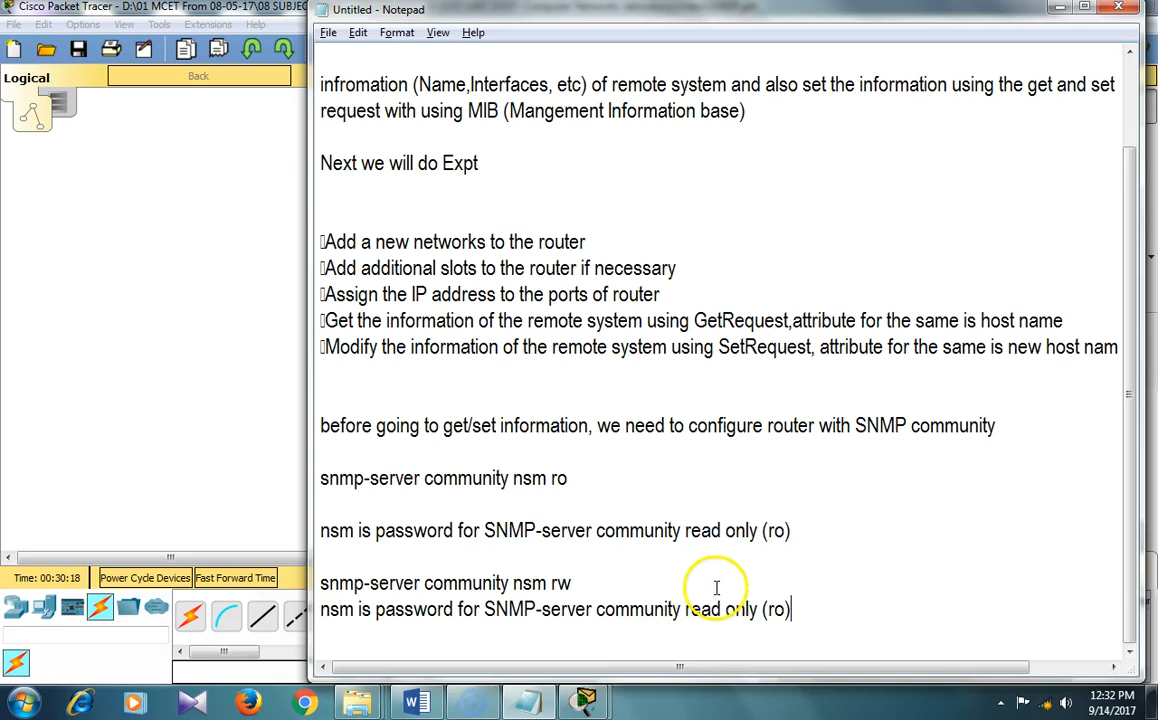 Cisco Packet Tracer - D:\01 MCET From 08-05-17\08 SUBJEC
Untitled - Notepad
File Edit Options View Tools Extensions Help
File Edit Format View Help
Logical
Back
infromation (Name,Interfaces, etc) of remote system and also set the information using the get and set
request with using MIB (Mangement Information base)
Next we will do Expt
Add a new networks to the router
Add additional slots to the router if necessary
Assign the IP address to the ports of router
Get the information of the remote system using GetRequest,attribute for the same is host name
Modify the information of the remote system using SetRequest, attribute for the same is new host nam
before going to get/set information, we need to configure router with SNMP community
snmp-server community nsm ro
nsm is password for SNMP-server community read only (ro)
snmp-server community nsm rw
nsm is password for SNMP-server community read only (ro)
Time: 00:30:18 Power Cycle Devices Fast Forward Time
12:32 PM
9/14/2017